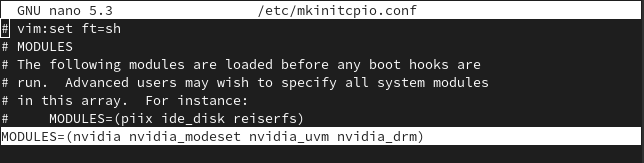 GNU nano 5.3 /etc/mkinitcpio.conf
# vim:set ft=sh
# MODULES
# The following modules are loaded before any boot hooks are
# run.  Advanced users may wish to specify all system modules
# in this array.  For instance:
#     MODULES=(piix ide_disk reiserfs)
MODULES=(nvidia nvidia_modeset nvidia_uvm nvidia_drm)